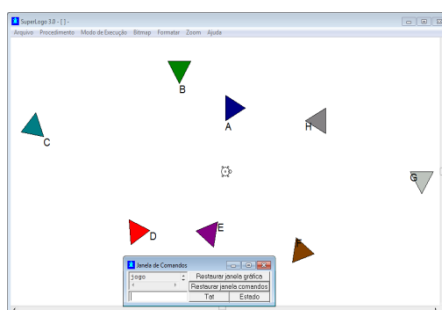 SuperLogo 3.0 - [ ] -
Arquivo Procedimento Modo de Execução Bitmap Formatar Zoom Ajuda
B
A
H
C
G
D
E
F
Janela de Comandos
jogo
Restaurar janela gráfica
Restaurar janela comandos
Tat Estado